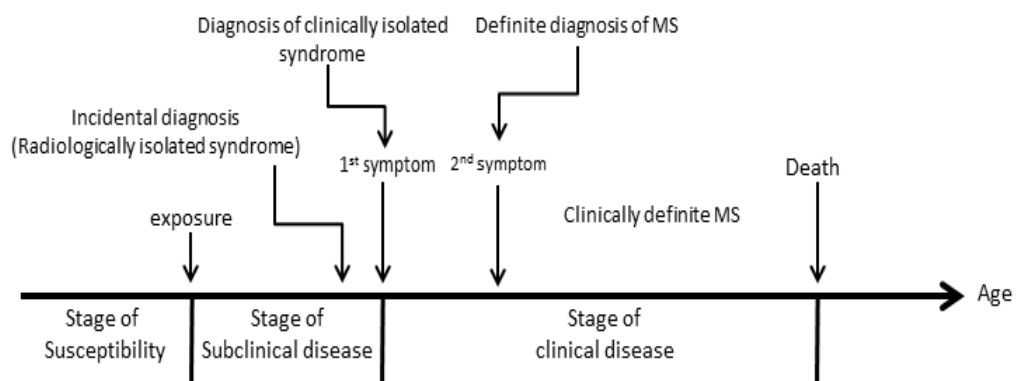 Diagnosis of clinically isolated
syndrome
Definite diagnosis of MS
Incidental diagnosis
(Radiologically isolated syndrome)
1st symptom
2nd symptom
Death
exposure
Clinically definite MS
Age
Stage of
Susceptibility
Stage of
Subclinical disease
Stage of
clinical disease